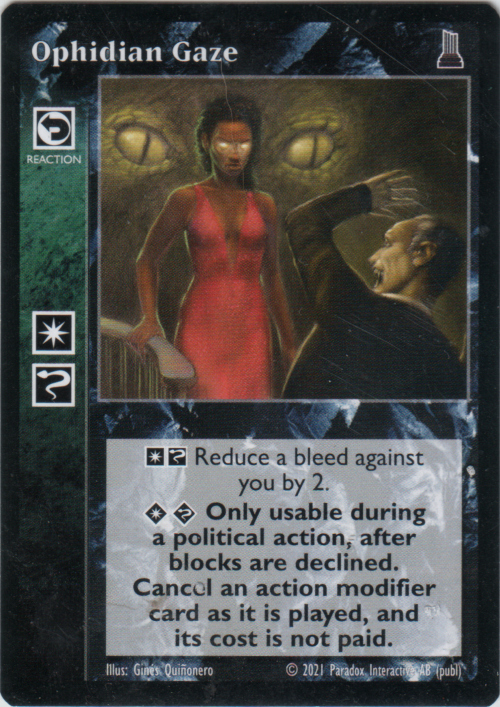 Ophidian Gaze
REACTION
Reduce a bleed against
you by 2.
Only usable during
a political action, after
blocks are declined.
Cancel an action modifier
card as it is played, and
its cost is not paid.
Illus: Ginés Quiñonero © 2021 Paradox Interactive AB (publ)